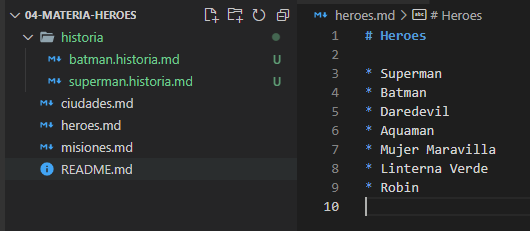 04-MATERIA-HEROES
historia
batman.historia.md U
superman.historia.md U
ciudades.md
heroes.md
misiones.md
README.md
heroes.md > # Heroes
1 # Heroes
2
3 * Superman
4 * Batman
5 * Daredevil
6 * Aquaman
7 * Mujer Maravilla
8 * Linterna Verde
9 * Robin
10